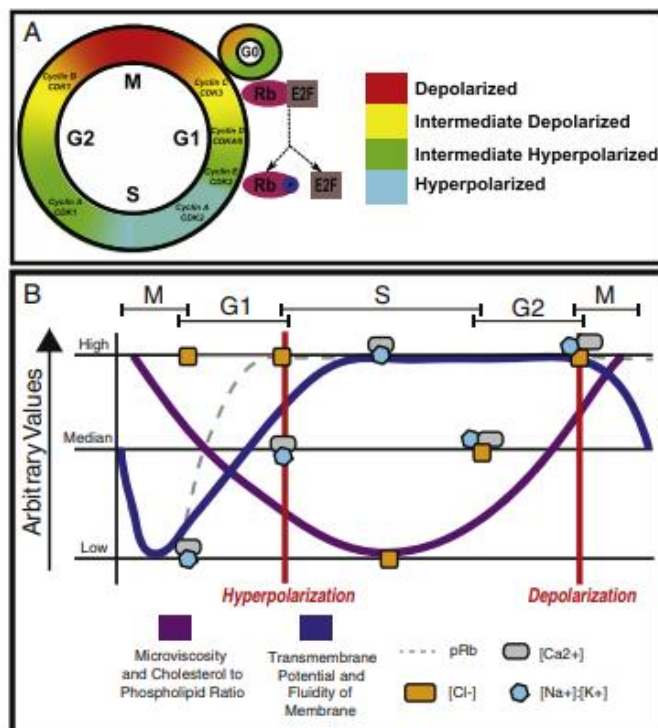 A
G0
M
G2
G1
S
Cyclin B
CDK1
Cyclin C
CDK3
Cyclin D
CDK4/6
Cyclin E
CDK2
Cyclin A
CDK2
Cyclin A
CDK1
Rb
E2F
Rb
E2F
Depolarized
Intermediate Depolarized
Intermediate Hyperpolarized
Hyperpolarized
B
M
G1
S
G2
M
High
Median
Low
Arbitrary Values
Hyperpolarization
Depolarization
Microviscosity
and Cholesterol to
Phospholipid Ratio
Transmembrane
Potential and
Fluidity of
Membrane
pRb
[Ca2+]
[Cl-]
[Na+]:[K+]